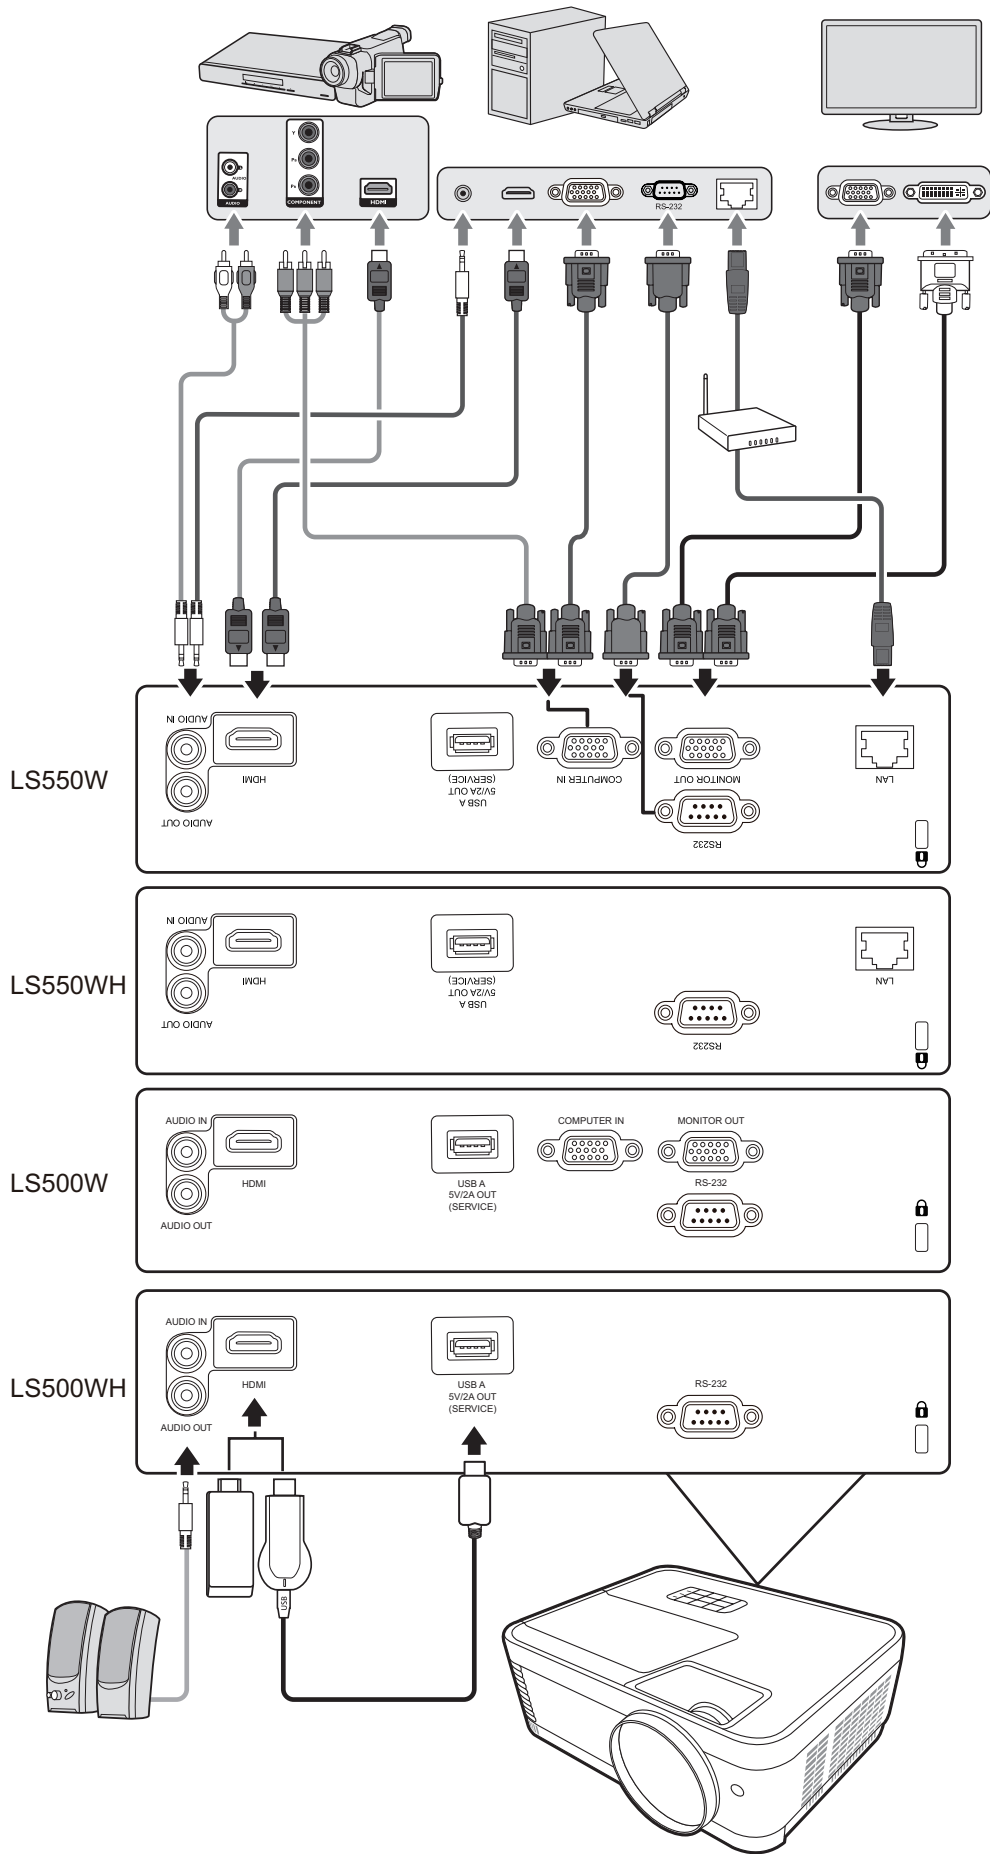 Y
PB
PR
AUDIO
AUDIO
COMPONENT
HDMI
RS-232
LS550W
AUDIO IN
HDMI
AUDIO OUT
USB A
5V/2A OUT
(SERVICE)
COMPUTER IN
MONITOR OUT
RS232
LAN
LS550WH
AUDIO IN
HDMI
AUDIO OUT
USB A
5V/2A OUT
(SERVICE)
RS232
LAN
LS500W
AUDIO IN
HDMI
AUDIO OUT
USB A
5V/2A OUT
(SERVICE)
COMPUTER IN
MONITOR OUT
RS-232
LS500WH
AUDIO IN
HDMI
AUDIO OUT
USB A
5V/2A OUT
(SERVICE)
RS-232
USB